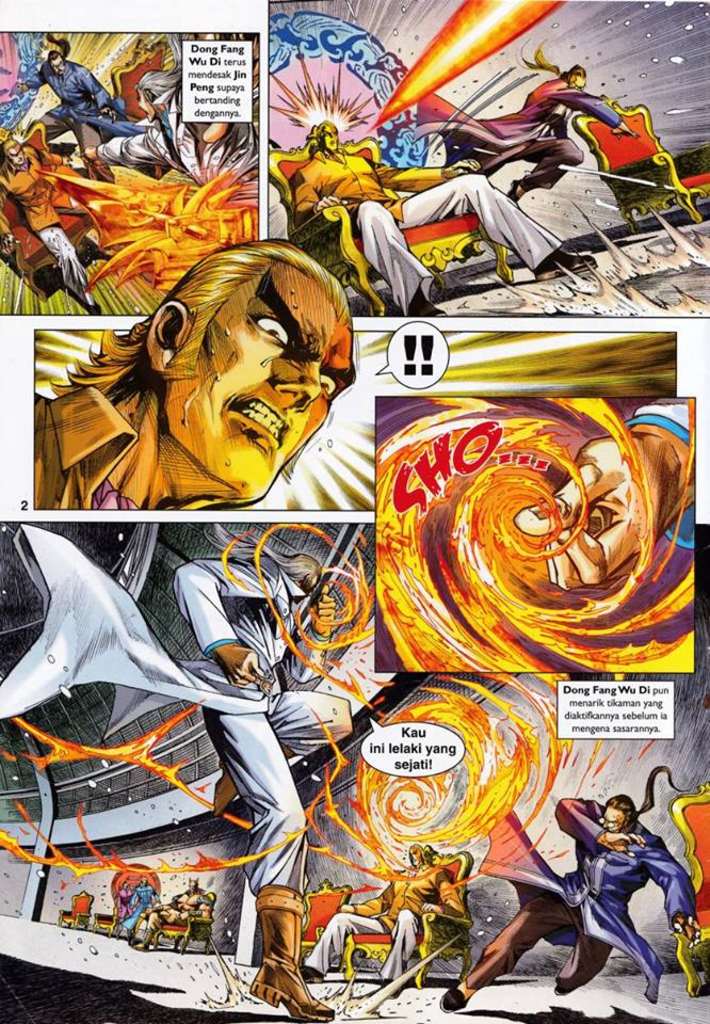 Dong Fang
Wu Di terus
mendesak Jin
Peng supaya
bertanding
dengannya.
!!
SHO...
2
Kau
ini lelaki yang
sejati!
Dong Fang Wu Di pun
menarik tikaman yang
diaktifkannya sebelum ia
mengena sasarannya.